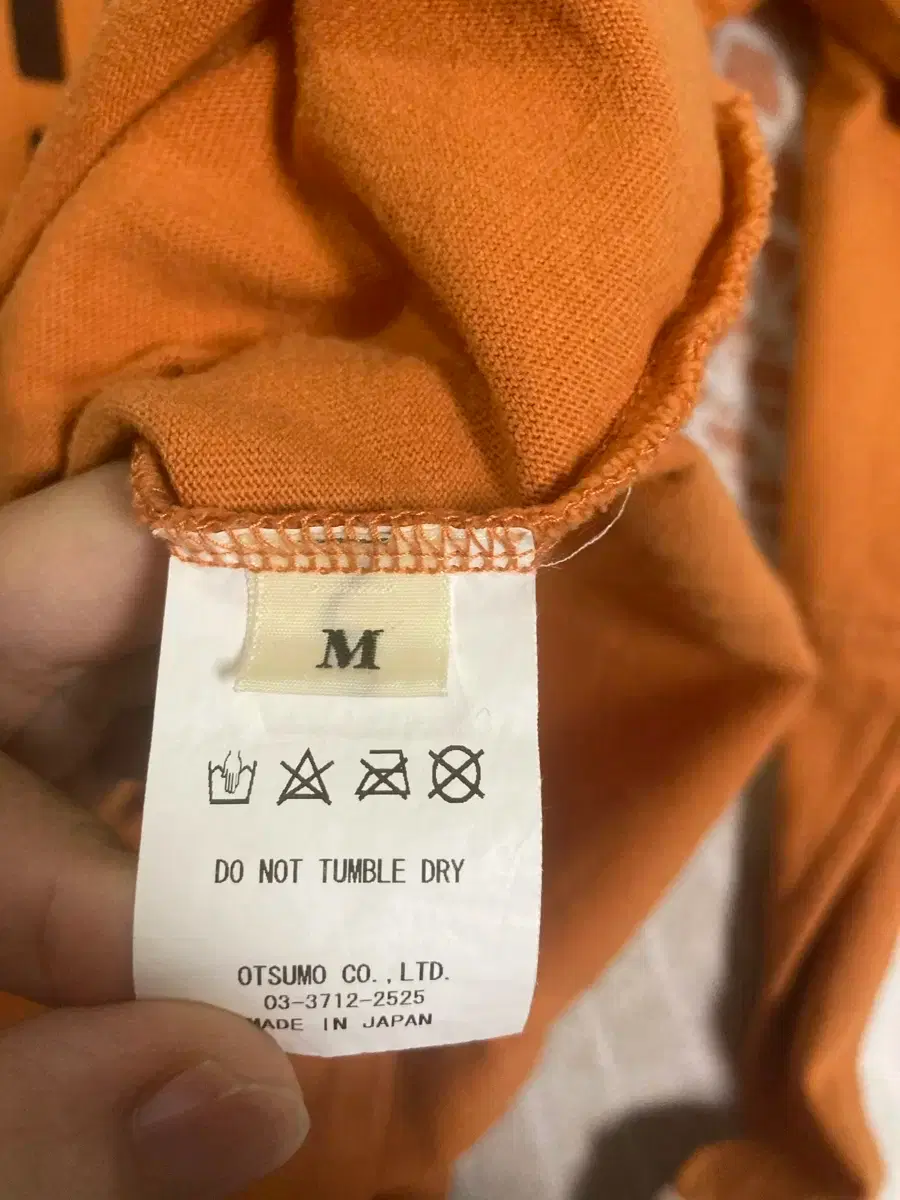 M
DO NOT TUMBLE DRY
OTSUMO CO.,LTD.
03-3712-2525
MADE IN JAPAN